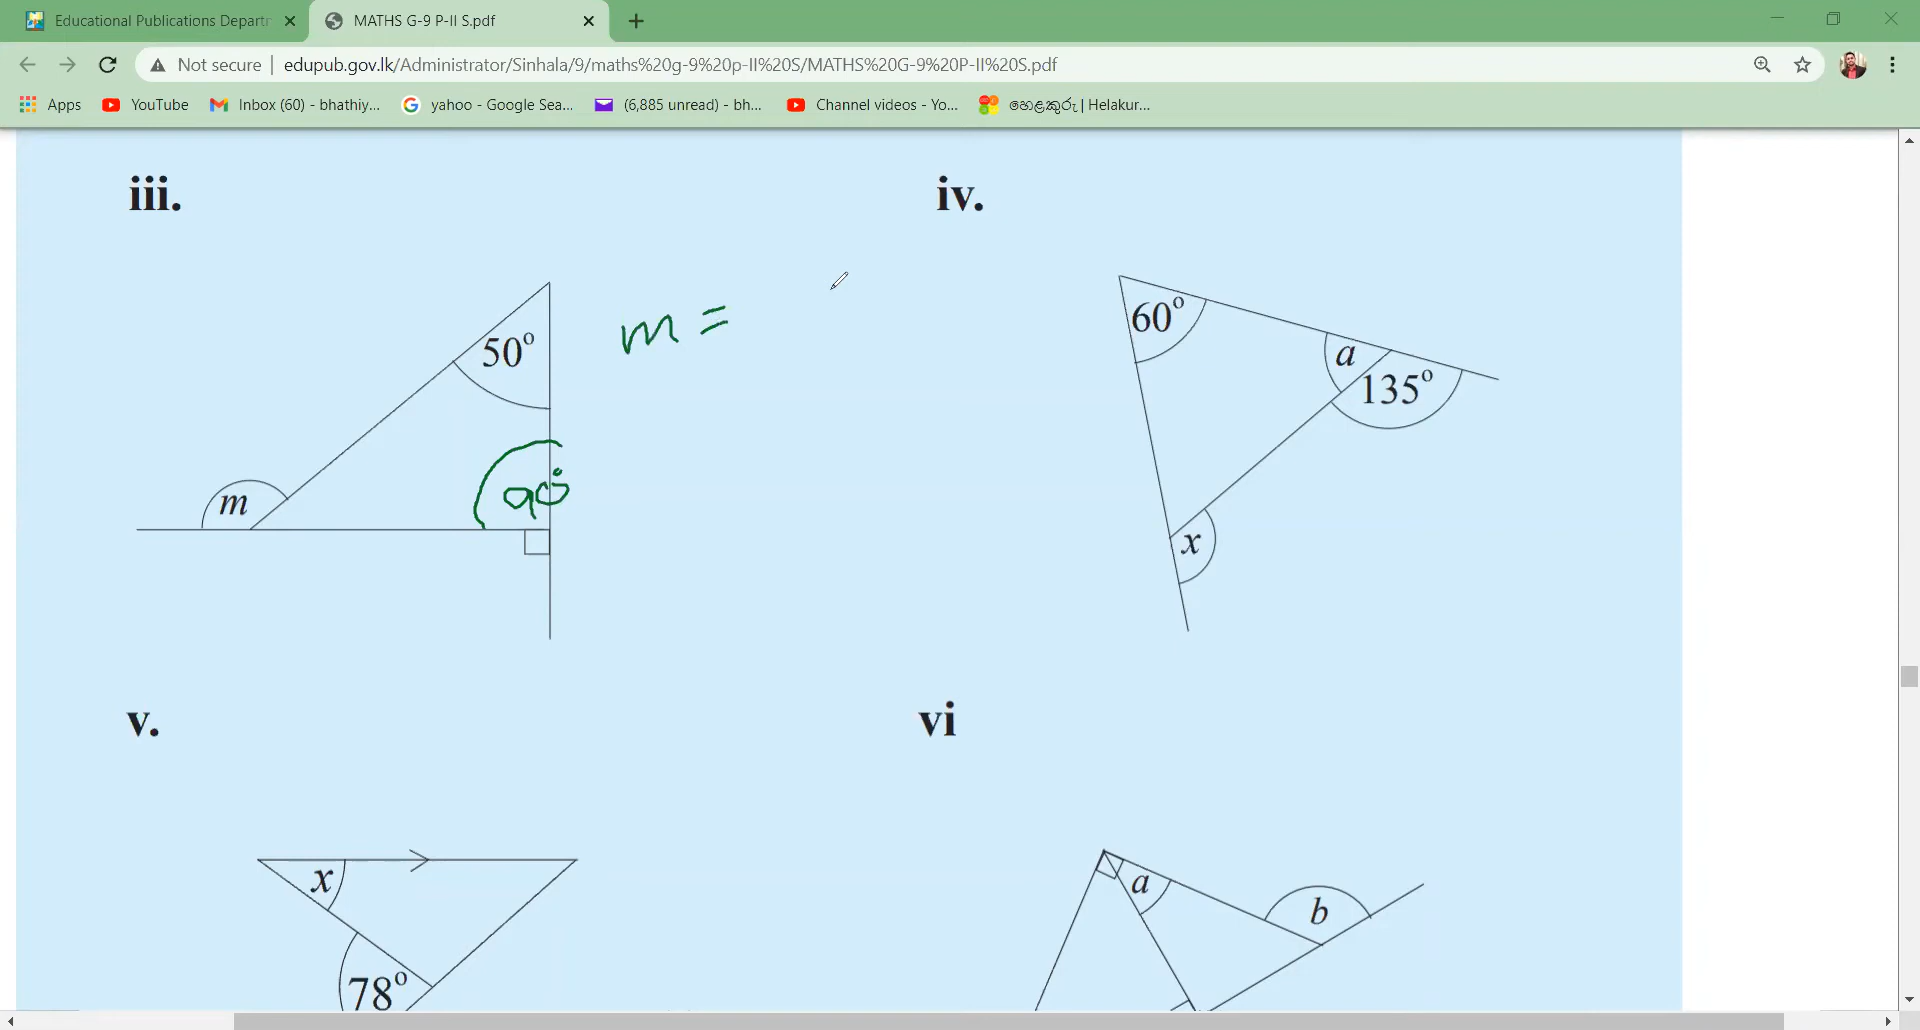 Educational Publications Departn
MATHS G-9 P-II S.pdf
Not secure | edupub.gov.lk/Administrator/Sinhala/9/maths%20g-9%20p-II%20S/MATHS%20G-9%20P-II%20S.pdf
Apps
YouTube
Inbox (60) - bhathiy...
yahoo - Google Sea...
(6,885 unread) - bh...
Channel videos - Yo...
හෙළකුරු | Helakur...
iii.
50°
m =
90°
m
iv.
60°
a
135°
x
v.
x
78°
vi
a
b